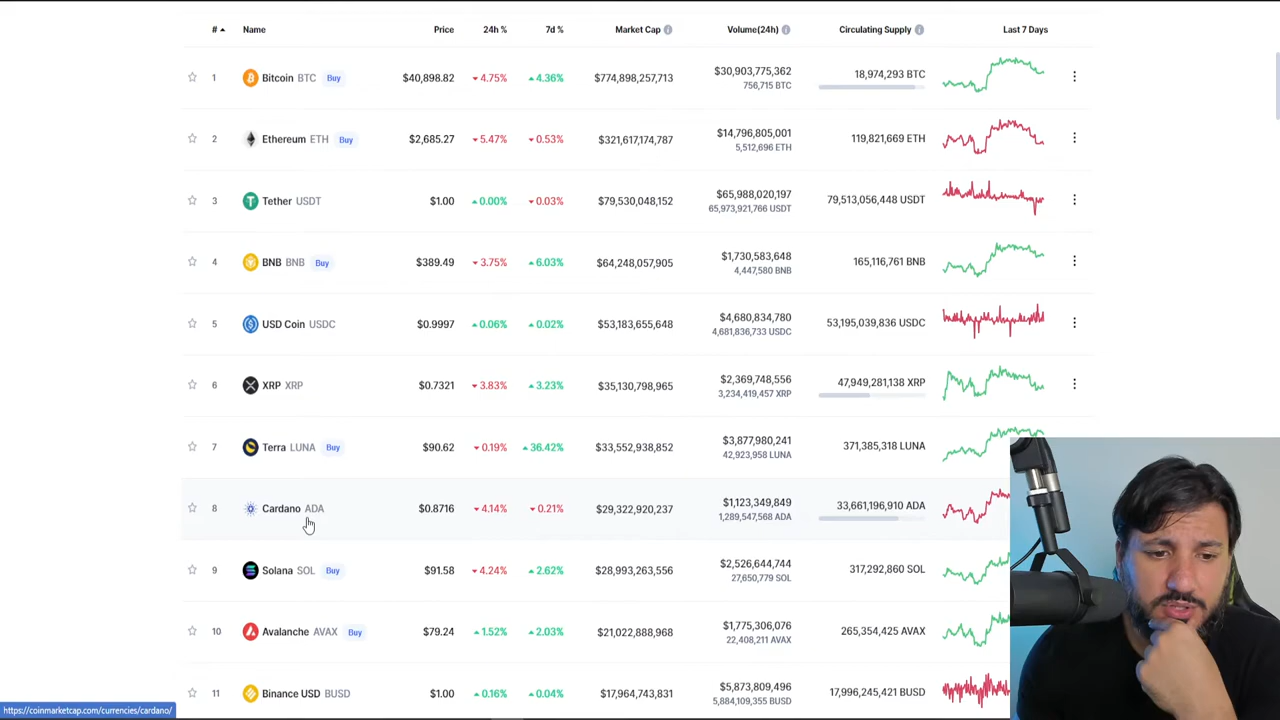 # Name Price 24h % 7d % Market Cap Volume(24h) Circulating Supply Last 7 Days
1 Bitcoin BTC Buy $40,898.82 4.75% 4.36% $774,898,257,713 $30,903,775,362 18,974,293 BTC
756,715 BTC
2 Ethereum ETH Buy $2,685.27 5.47% 0.53% $321,617,174,787 $14,796,805,001 119,821,669 ETH
5,512,696 ETH
3 Tether USDT $1.00 0.00% 0.03% $79,530,048,152 $65,988,020,197 79,513,056,448 USDT
65,973,921,766 USDT
4 BNB BNB Buy $389.49 3.75% 6.03% $64,248,057,905 $1,730,583,648 165,116,761 BNB
4,447,580 BNB
5 USD Coin USDC $0.9997 0.06% 0.02% $53,183,655,648 $4,680,834,780 53,195,039,836 USDC
4,681,836,733 USDC
6 XRP XRP $0.7321 3.83% 3.23% $35,130,798,965 $2,369,748,556 47,949,281,138 XRP
3,234,419,457 XRP
7 Terra LUNA Buy $90.62 0.19% 36.42% $33,552,938,852 $3,877,980,241 371,385,318 LUNA
42,923,958 LUNA
8 Cardano ADA $0.8716 4.14% 0.21% $29,322,920,237 $1,123,349,849 33,661,196,910 ADA
1,289,547,568 ADA
9 Solana SOL Buy $91.58 4.24% 2.62% $28,993,263,556 $2,526,644,744 317,292,860 SOL
27,650,779 SOL
10 Avalanche AVAX Buy $79.24 1.52% 2.03% $21,022,888,968 $1,775,306,076 265,354,425 AVAX
22,408,211 AVAX
11 Binance USD BUSD $1.00 0.16% 0.04% $17,964,743,831 $5,873,809,496 17,996,245,421 BUSD
5,884,109,355 BUSD
https://coinmarketcap.com/currencies/cardano/